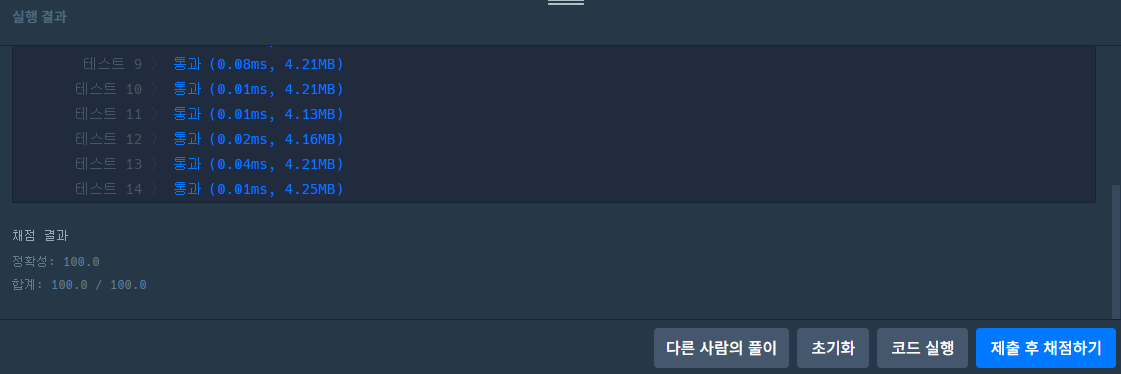 실행 결과
테스트 9 〉 통과 (0.08ms, 4.21MB)
테스트 10 〉 통과 (0.01ms, 4.21MB)
테스트 11 〉 통과 (0.01ms, 4.13MB)
테스트 12 〉 통과 (0.02ms, 4.16MB)
테스트 13 〉 통과 (0.04ms, 4.21MB)
테스트 14 〉 통과 (0.01ms, 4.25MB)
채점 결과
정확성: 100.0
합계: 100.0 / 100.0
다른 사람의 풀이 초기화 코드 실행 제출 후 채점하기